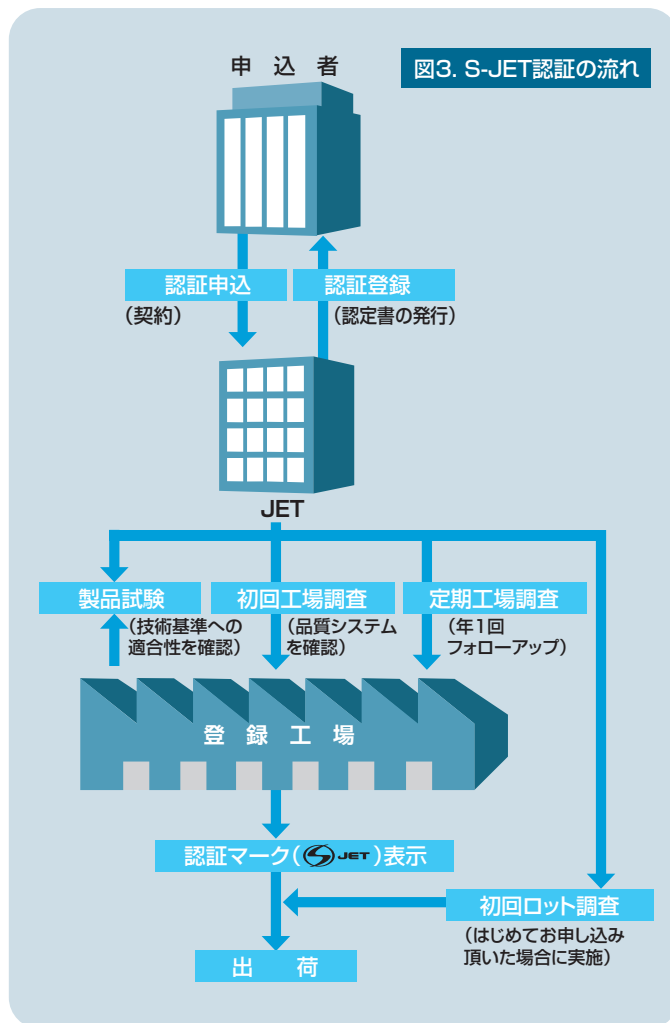 図3. S-JET認証の流れ
申 込 者
認証申込
(契約)
認証登録
(認定書の発行)
JET
製品試験
(技術基準への
適合性を確認)
初回工場調査
(品質システム
を確認)
定期工場調査
(年1回
フォローアップ)
登 録 工 場
認証マーク(S JET)表示
初回ロット調査
(はじめてお申し込み
頂いた場合に実施)
出 荷